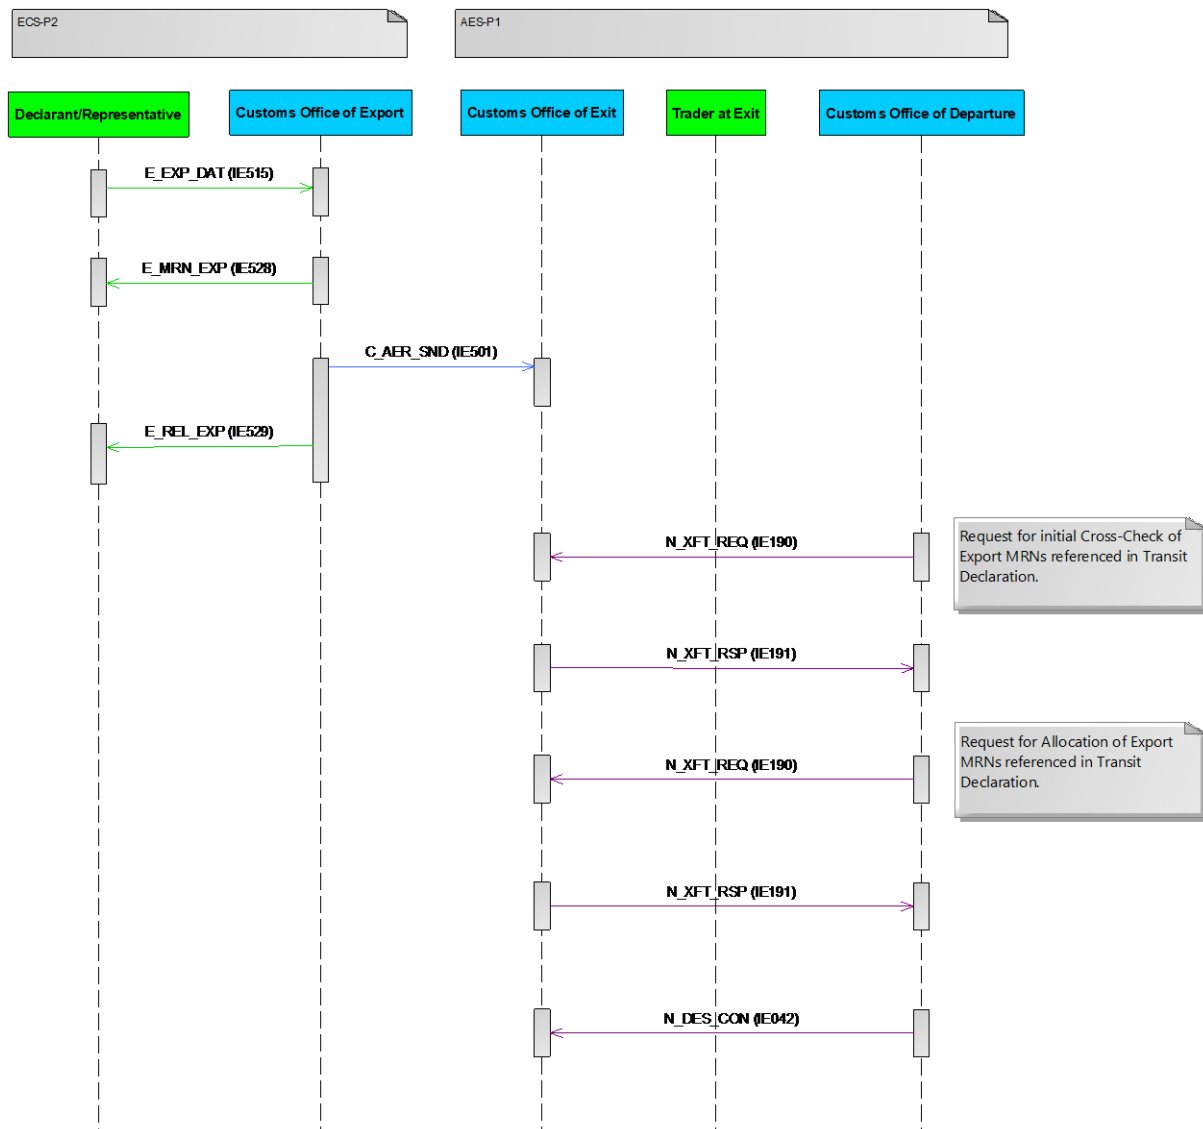 ECS-P2
AES-P1
Declarant/Representative
Customs Office of Export
Customs Office of Exit
Trader at Exit
Customs Office of Departure
E_EXP_DAT (IE515)
E_MRN_EXP (IE528)
C_AER_SND (IE501)
E_REL_EXP (IE529)
N_XFT_REQ (IE190)
Request for initial Cross-Check of
Export MRNs referenced in Transit
Declaration.
N_XFT_RSP (IE191)
Request for Allocation of Export
MRNs referenced in Transit
Declaration.
N_XFT_REQ (IE190)
N_XFT_RSP (IE191)
N_DES_CON (IE042)